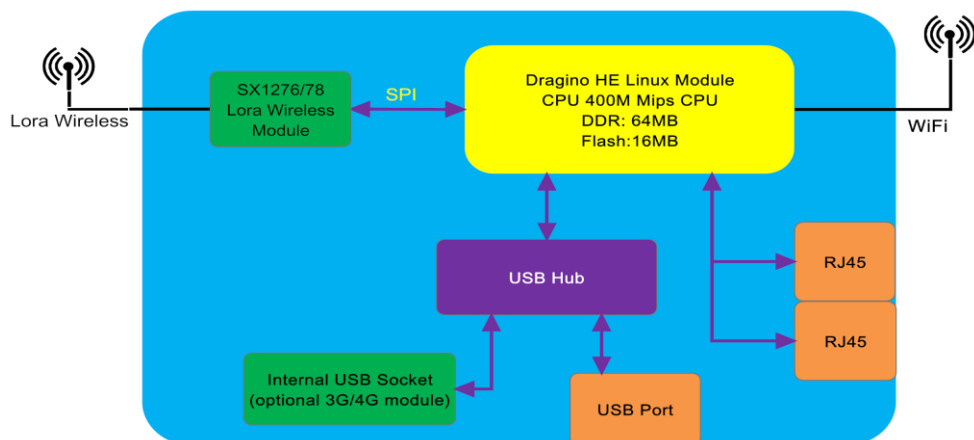 SX1276/78
Lora Wireless
Module
SPI
Dragino HE Linux Module
CPU 400M Mips CPU
DDR: 64MB
Flash:16MB
Lora Wireless
WiFi
USB Hub
RJ45
RJ45
Internal USB Socket
(optional 3G/4G module)
USB Port